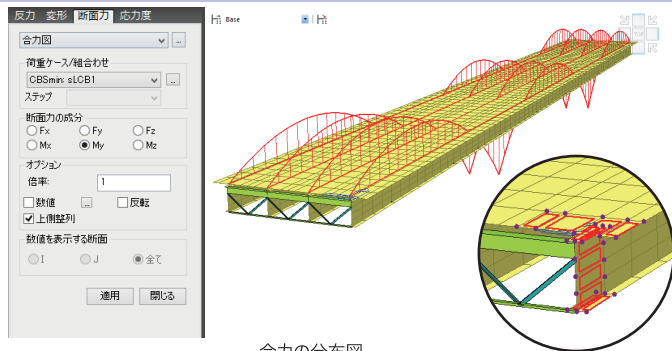 反力 変形 断面力 応力度
合力図
...
荷重ケース/組合わせ
CBSmin: sLCB1
...
ステップ
断面力の成分
Fx Fy Fz
Mx My Mz
オプション
倍率: 1
数値 ... 反転
上側整列
数値を表示する断面
I J 全て
適用 閉じる
Base
合力の分布図